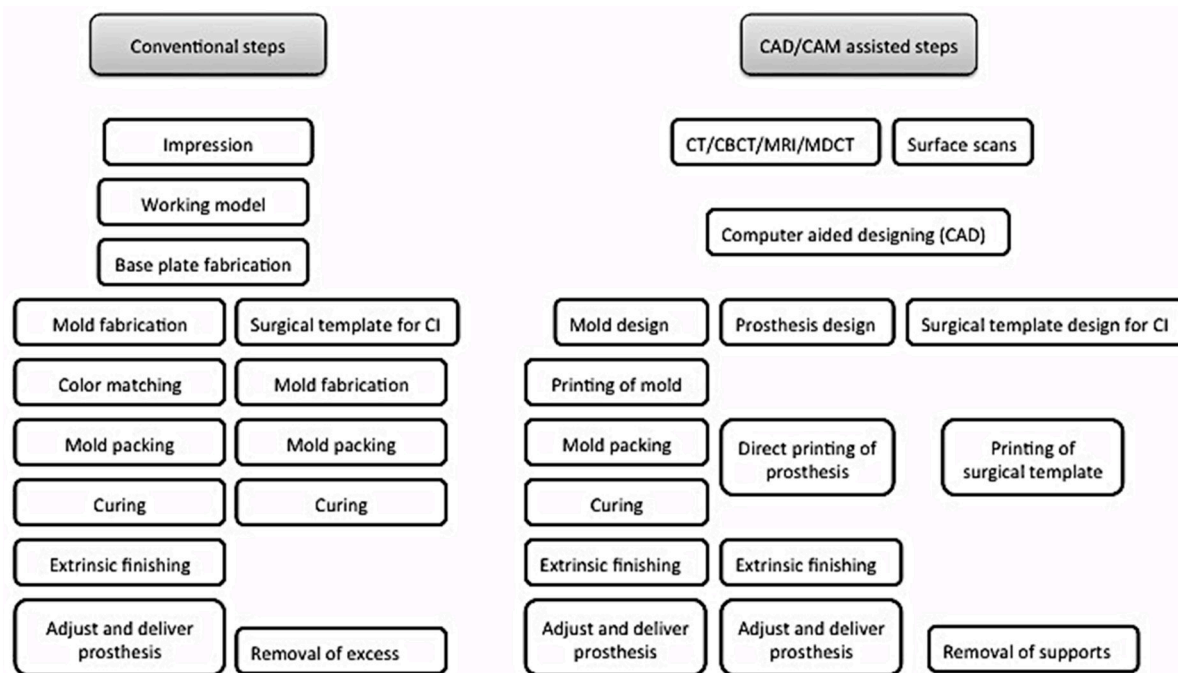 Conventional steps
CAD/CAM assisted steps
Impression
CT/CBCT/MRI/MDCT
Surface scans
Working model
Computer aided designing (CAD)
Base plate fabrication
Mold fabrication
Surgical template for CI
Mold design
Prosthesis design
Surgical template design for CI
Color matching
Mold fabrication
Printing of mold
Mold packing
Mold packing
Mold packing
Direct printing of
prosthesis
Printing of
surgical template
Curing
Curing
Curing
Extrinsic finishing
Extrinsic finishing
Extrinsic finishing
Adjust and deliver
prosthesis
Removal of excess
Adjust and deliver
prosthesis
Adjust and deliver
prosthesis
Removal of supports